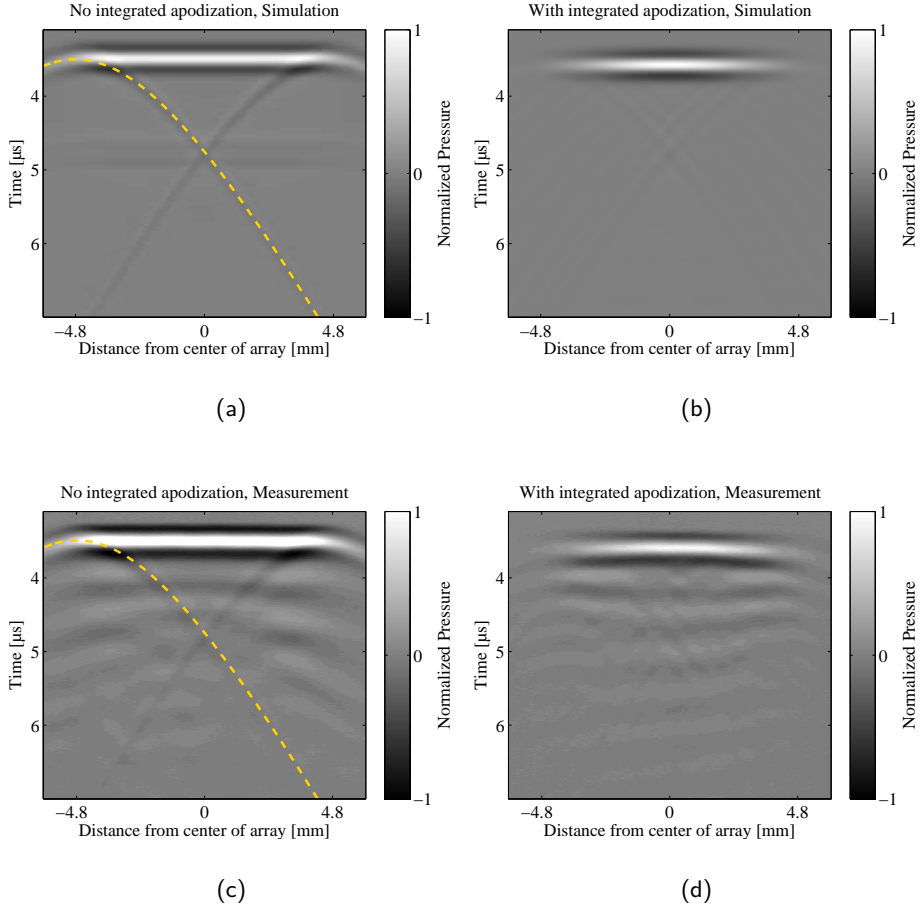 No integrated apodization, Simulation
Time [µs]
4
5
6
−4.8 0 4.8
Distance from center of array [mm]
1
0
−1
Normalized Pressure
(a)
With integrated apodization, Simulation
Time [µs]
4
5
6
−4.8 0 4.8
Distance from center of array [mm]
1
0
−1
Normalized Pressure
(b)
No integrated apodization, Measurement
Time [µs]
4
5
6
−4.8 0 4.8
Distance from center of array [mm]
1
0
−1
Normalized Pressure
(c)
With integrated apodization, Measurement
Time [µs]
4
5
6
−4.8 0 4.8
Distance from center of array [mm]
1
0
−1
Normalized Pressure
(d)